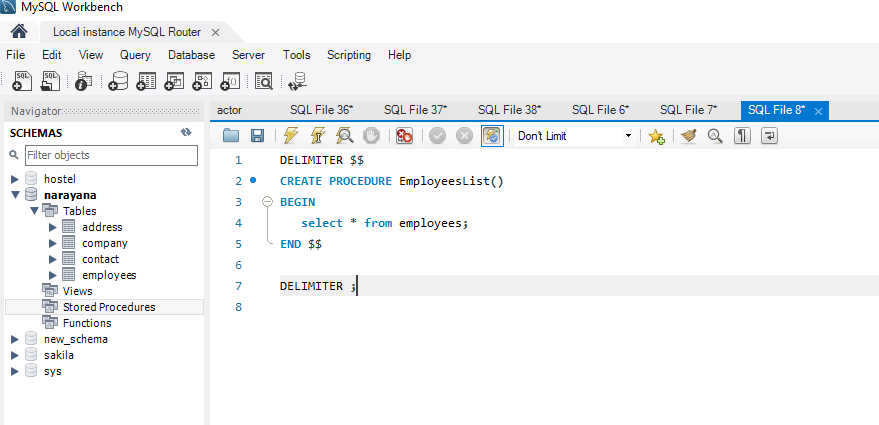 MySQL Workbench
Local instance MySQL Router ×
File Edit View Query Database Server Tools Scripting Help
Navigator
SCHEMAS
Filter objects
hostel
narayana
Tables
address
company
contact
employees
Views
Stored Procedures
Functions
new_schema
sakila
sys
actor SQL File 36* SQL File 37* SQL File 38* SQL File 6* SQL File 7* SQL File 8* ×
Don't Limit
1 DELIMITER $$
2 CREATE PROCEDURE EmployeesList()
3 BEGIN
4 select * from employees;
5 END $$
6
7 DELIMITER ;
8